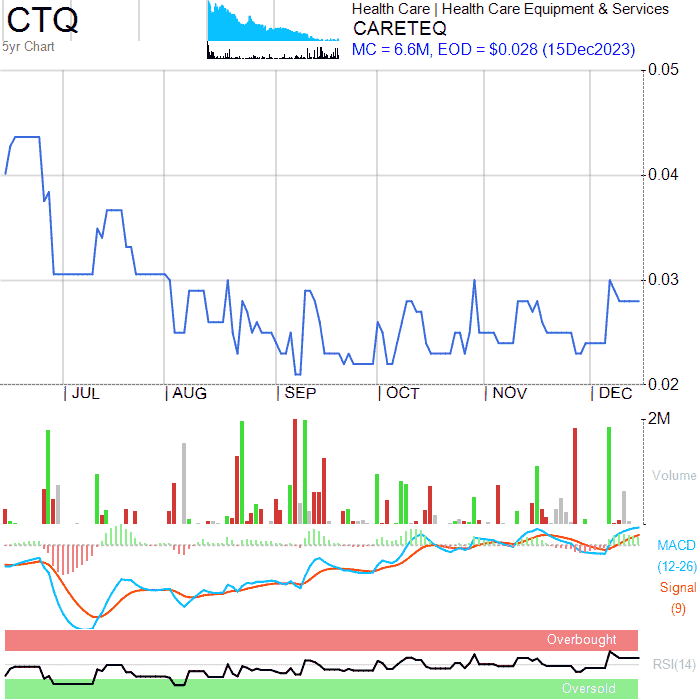 CTQ
5yr Chart
Health Care | Health Care Equipment & Services
CARETEQ
MC = 6.6M, EOD = $0.028 (15Dec2023)
0.05
0.04
0.03
0.02
JUL AUG SEP OCT NOV DEC
2M
Volume
MACD
(12-26)
Signal
(9)
Overbought
RSI(14)
Oversold